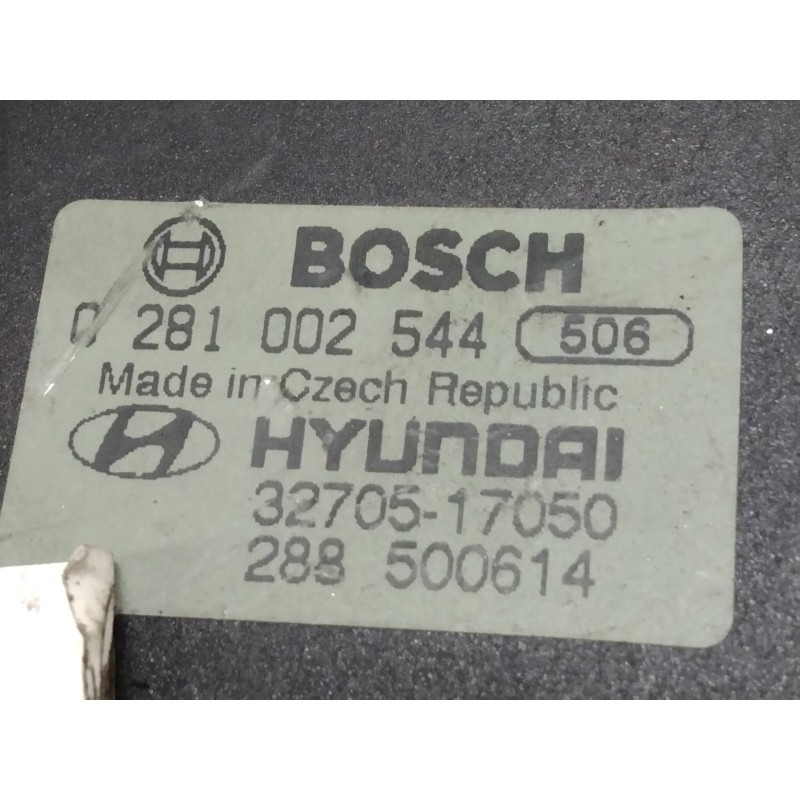 BOSCH
0 281 002 544 506
Made in Czech Republic
HYUNDAI
32705-17050
288 500614